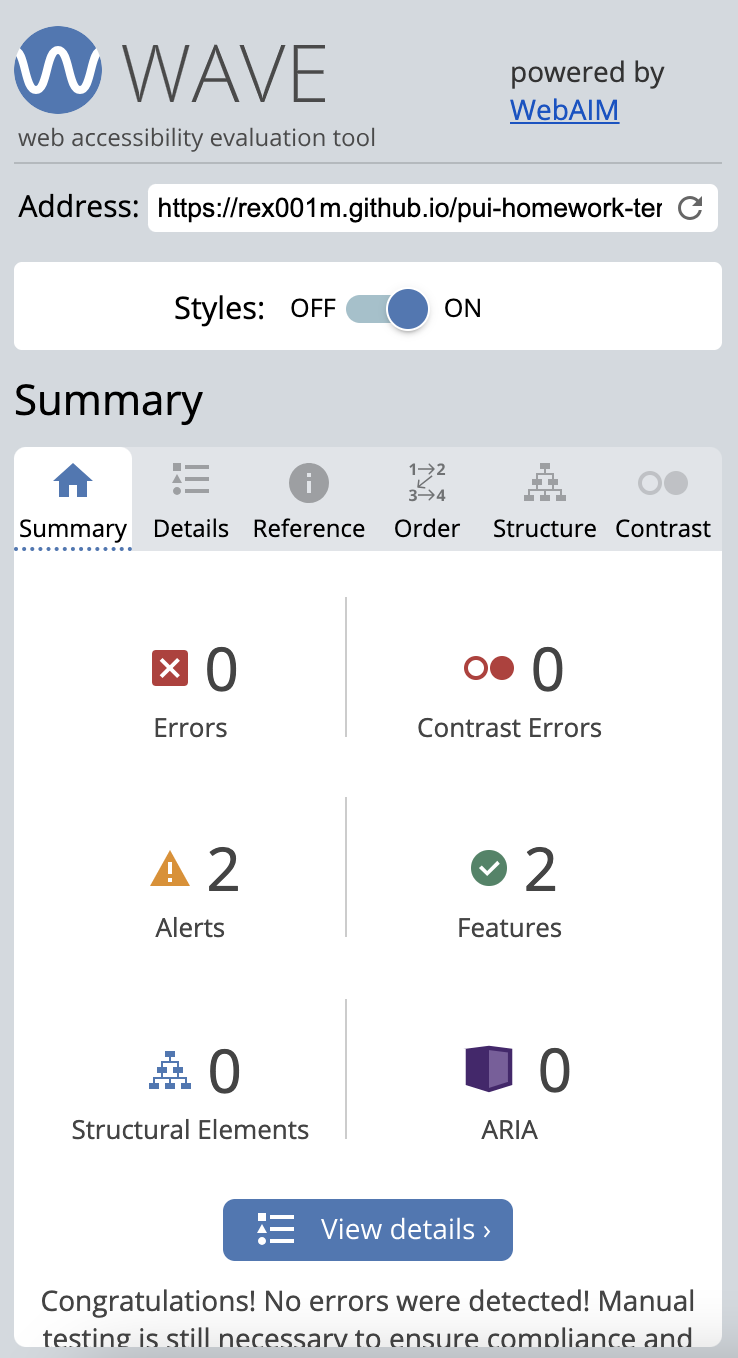 WAVE
web accessibility evaluation tool
powered by
WebAIM
Address: https://rex001m.github.io/pui-homework-ter
Styles: OFF ON
Summary
1→2
3→4
Summary Details Reference Order Structure Contrast
0
Errors
0
Contrast Errors
2
Alerts
2
Features
0
Structural Elements
0
ARIA
View details ›
Congratulations! No errors were detected! Manual
testing is still necessary to ensure compliance and